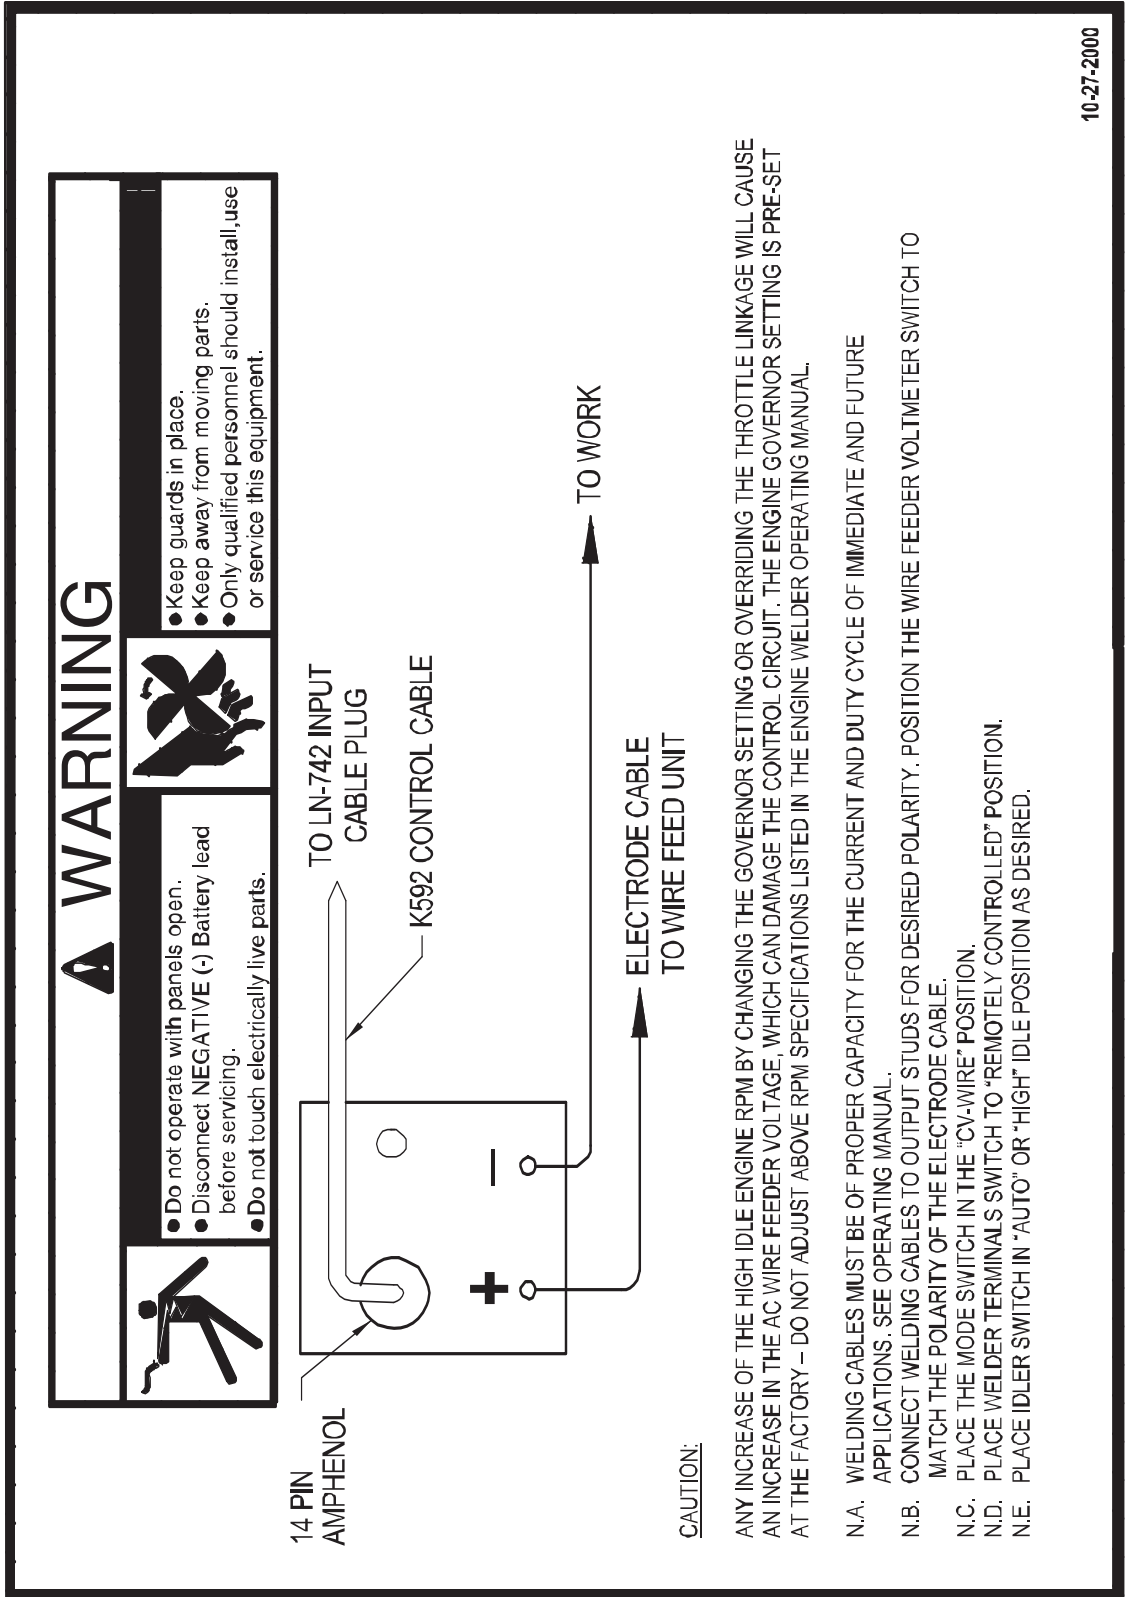 WARNING
● Do not operate with panels open.
● Disconnect NEGATIVE (-) Battery lead
before servicing.
● Do not touch electrically live parts.
● Keep guards in place.
● Keep away from moving parts.
● Only qualified personnel should install,use
or service this equipment.
14 PIN
AMPHENOL
TO LN-742 INPUT
CABLE PLUG
K592 CONTROL CABLE
+
–
ELECTRODE CABLE
TO WIRE FEED UNIT
TO WORK
CAUTION:
ANY INCREASE OF THE HIGH IDLE ENGINE RPM BY CHANGING THE GOVERNOR SETTING OR OVERRIDING THE THROTTLE LINKAGE WILL CAUSE
AN INCREASE IN THE AC WIRE FEEDER VOLTAGE, WHICH CAN DAMAGE THE CONTROL CIRCUIT. THE ENGINE GOVERNOR SETTING IS PRE-SET
AT THE FACTORY – DO NOT ADJUST ABOVE RPM SPECIFICATIONS LISTED IN THE ENGINE WELDER OPERATING MANUAL.
N.A. WELDING CABLES MUST BE OF PROPER CAPACITY FOR THE CURRENT AND DUTY CYCLE OF IMMEDIATE AND FUTURE
APPLICATIONS. SEE OPERATING MANUAL.
N.B. CONNECT WELDING CABLES TO OUTPUT STUDS FOR DESIRED POLARITY. POSITION THE WIRE FEEDER VOLTMETER SWITCH TO
MATCH THE POLARITY OF THE ELECTRODE CABLE.
N.C. PLACE THE MODE SWITCH IN THE "CV-WIRE" POSITION.
N.D. PLACE WELDER TERMINALS SWITCH TO "REMOTELY CONTROLLED" POSITION.
N.E. PLACE IDLER SWITCH IN "AUTO" OR "HIGH" IDLE POSITION AS DESIRED.
10-27-2000